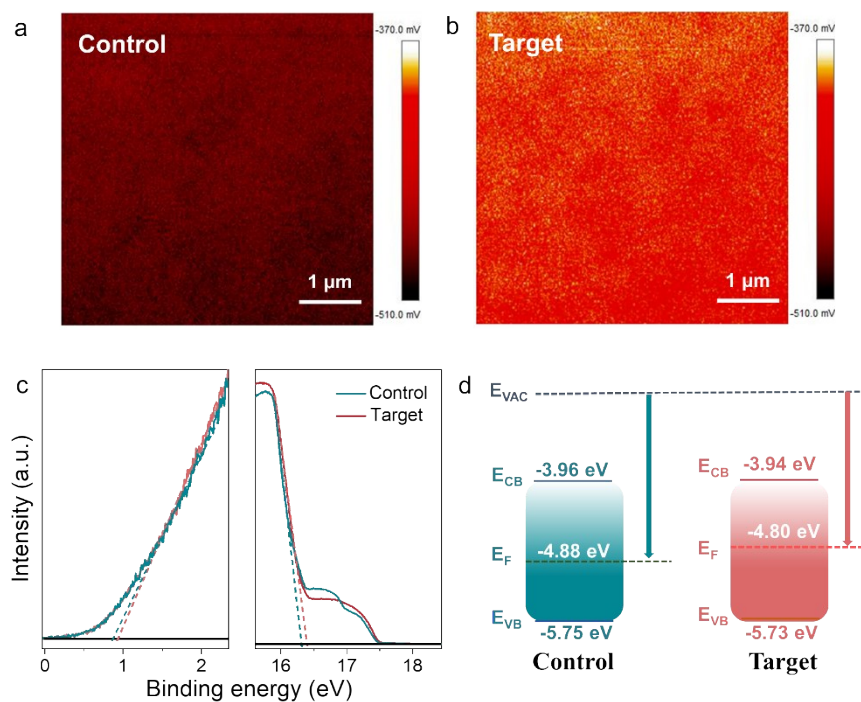 a
Control
1 μm
-370.0 mV
-510.0 mV
b
Target
1 μm
-370.0 mV
-510.0 mV
c
Intensity (a.u.)
Control
Target
0
1
2
16
17
18
Binding energy (eV)
d
EVAC
ECB
-3.96 eV
EF
-4.88 eV
EVB
-5.75 eV
Control
ECB
-3.94 eV
EF
-4.80 eV
EVB
-5.73 eV
Target